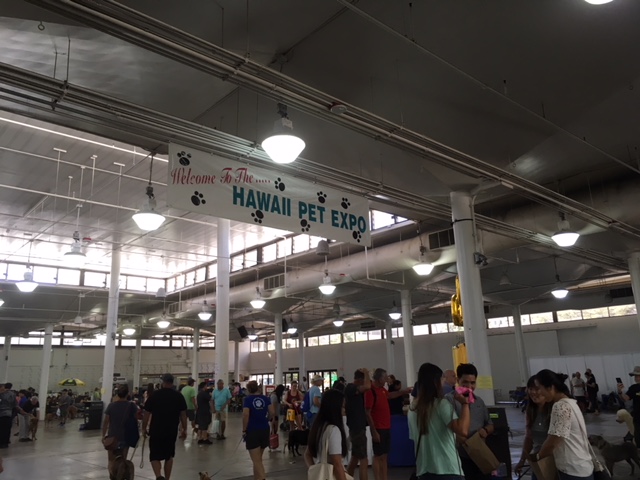 Welcome To The.....
HAWAII PET EXPO